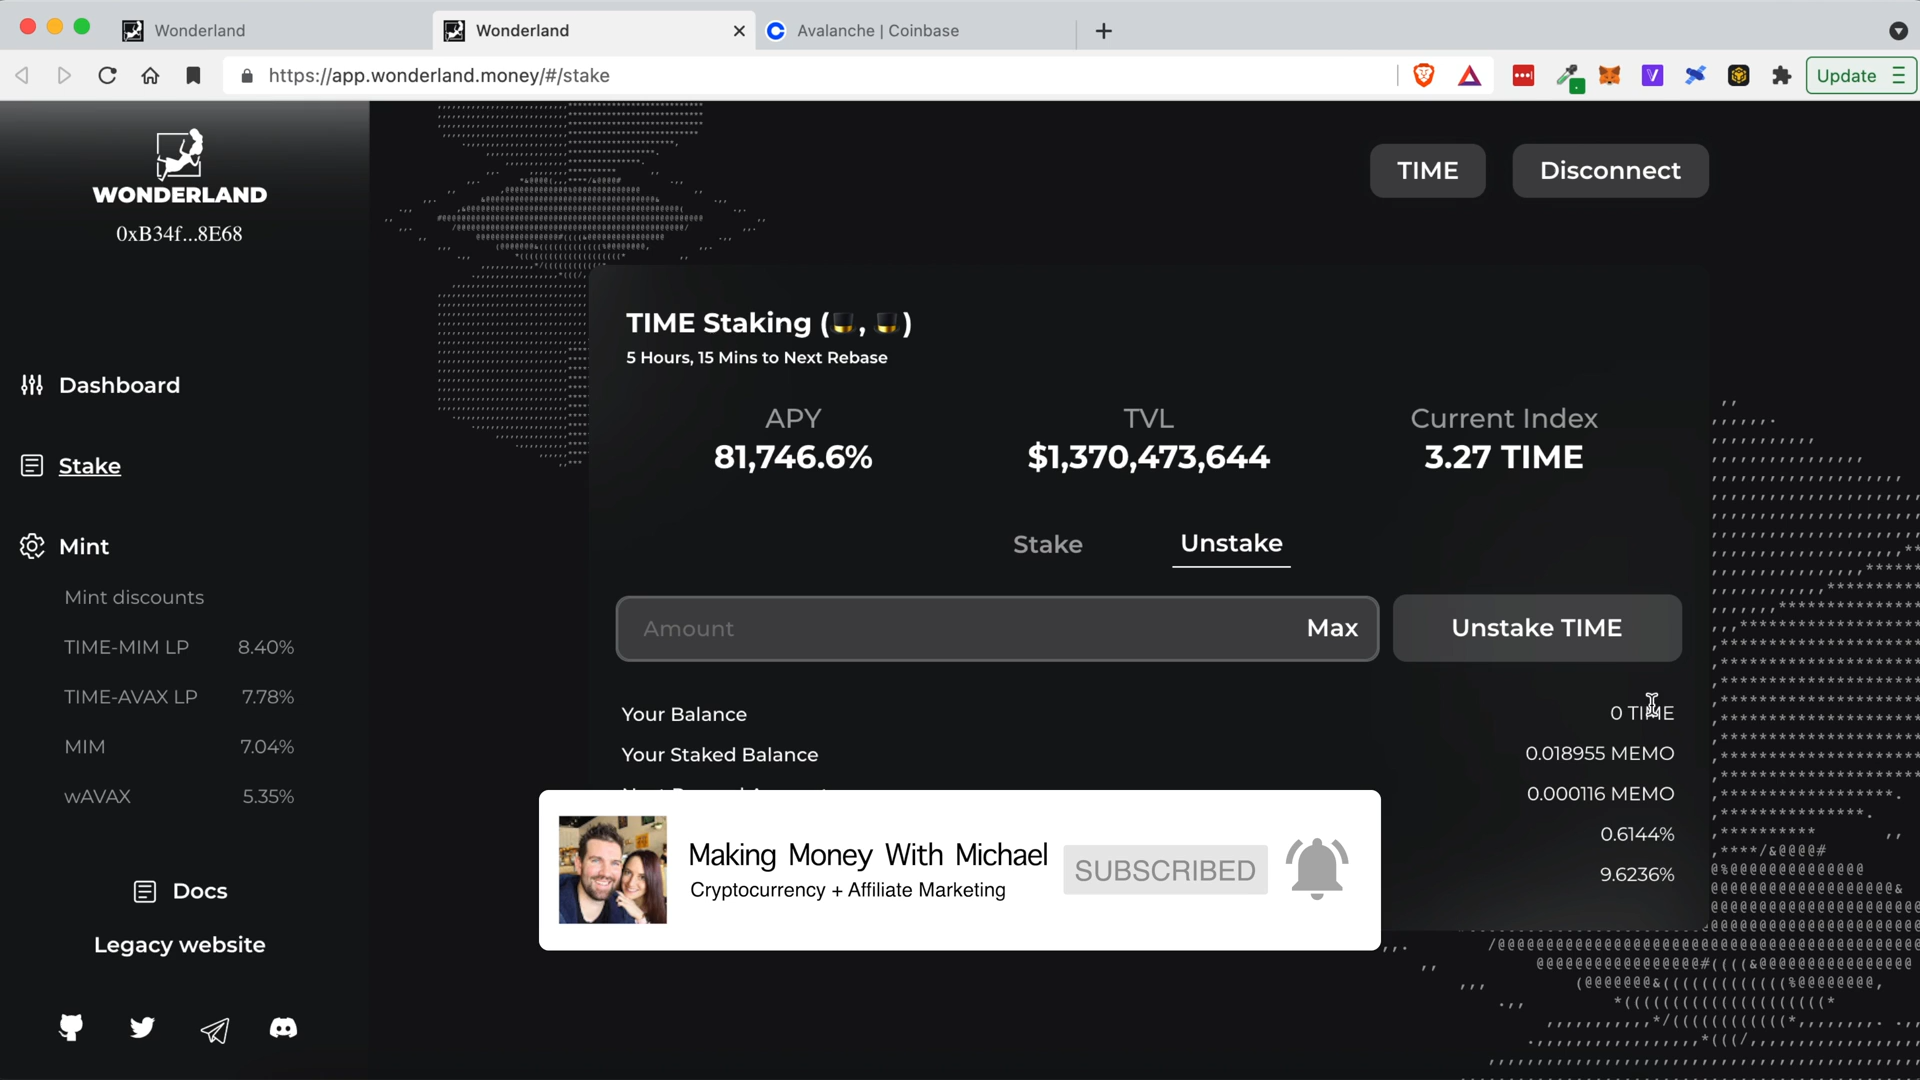 Wonderland
Wonderland
Avalanche | Coinbase
https://app.wonderland.money/#/stake
Update
WONDERLAND
0xB34f...8E68
TIME
Disconnect
TIME Staking (🎩, 🎩)
5 Hours, 15 Mins to Next Rebase
APY
81,746.6%
TVL
$1,370,473,644
Current Index
3.27 TIME
Dashboard
Stake
Mint
Mint discounts
TIME-MIM LP 8.40%
TIME-AVAX LP 7.78%
MIM 7.04%
wAVAX 5.35%
Docs
Legacy website
Stake
Unstake
Amount
Max
Unstake TIME
Your Balance
0 TIME
Your Staked Balance
0.018955 MEMO
0.000116 MEMO
0.6144%
9.6236%
Making Money With Michael
Cryptocurrency + Affiliate Marketing
SUBSCRIBED